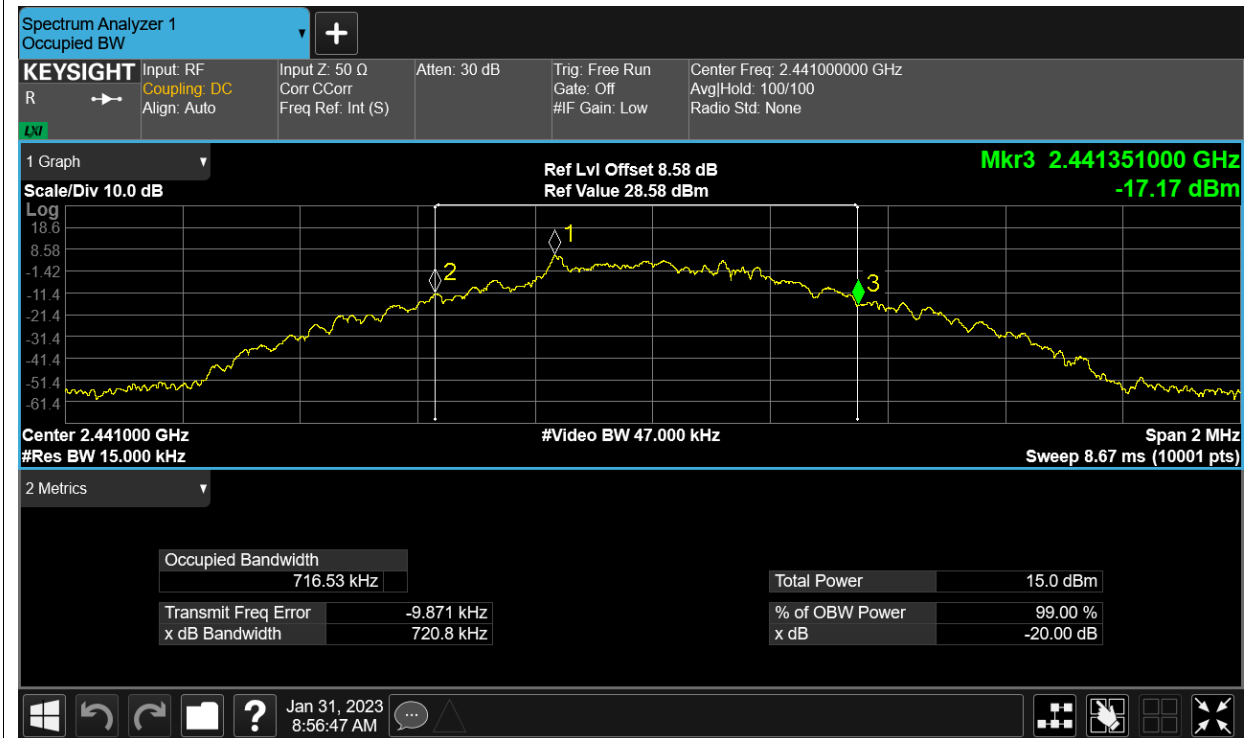 Spectrum Analyzer 1
Occupied BW
▼
+
KEYSIGHT
R
LXI
Input: RF
Coupling: DC
Align: Auto
Input Z: 50 Ω
Corr CCorr
Freq Ref: Int (S)
Atten: 30 dB
Trig: Free Run
Gate: Off
#IF Gain: Low
Center Freq: 2.441000000 GHz
Avg|Hold: 100/100
Radio Std: None
1 Graph ▼
Scale/Div 10.0 dB
Ref Lvl Offset 8.58 dB
Ref Value 28.58 dBm
Mkr3 2.441351000 GHz
-17.17 dBm
Log
18.6
8.58
-1.42
-11.4
-21.4
-31.4
-41.4
-51.4
-61.4
1
2
3
Center 2.441000 GHz
#Video BW 47.000 kHz
Span 2 MHz
#Res BW 15.000 kHz
Sweep 8.67 ms (10001 pts)
2 Metrics ▼
Occupied Bandwidth
716.53 kHz
Transmit Freq Error -9.871 kHz
x dB Bandwidth 720.8 kHz
Total Power 15.0 dBm
% of OBW Power 99.00 %
x dB -20.00 dB
?
Jan 31, 2023
8:56:47 AM